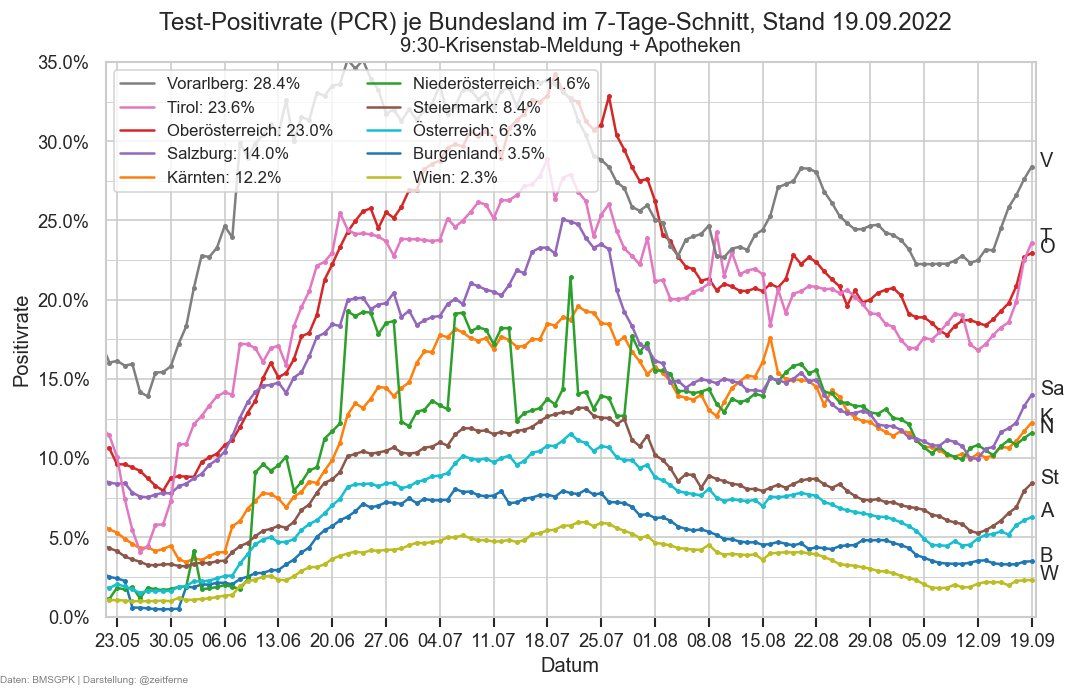 Test-Positivrate (PCR) je Bundesland im 7-Tage-Schnitt, Stand 19.09.2022
9:30-Krisenstab-Meldung + Apotheken
Vorarlberg: 28.4%
Tirol: 23.6%
Oberösterreich: 23.0%
Salzburg: 14.0%
Kärnten: 12.2%
Niederösterreich: 11.6%
Steiermark: 8.4%
Österreich: 6.3%
Burgenland: 3.5%
Wien: 2.3%
Positivrate
35.0%
30.0%
25.0%
20.0%
15.0%
10.0%
5.0%
0.0%
V
T
O
Sa
K
N
St
A
B
W
23.05 30.05 06.06 13.06 20.06 27.06 04.07 11.07 18.07 25.07 01.08 08.08 15.08 22.08 29.08 05.09 12.09 19.09
Datum
Daten: BMSGPK | Darstellung: @zeitferne